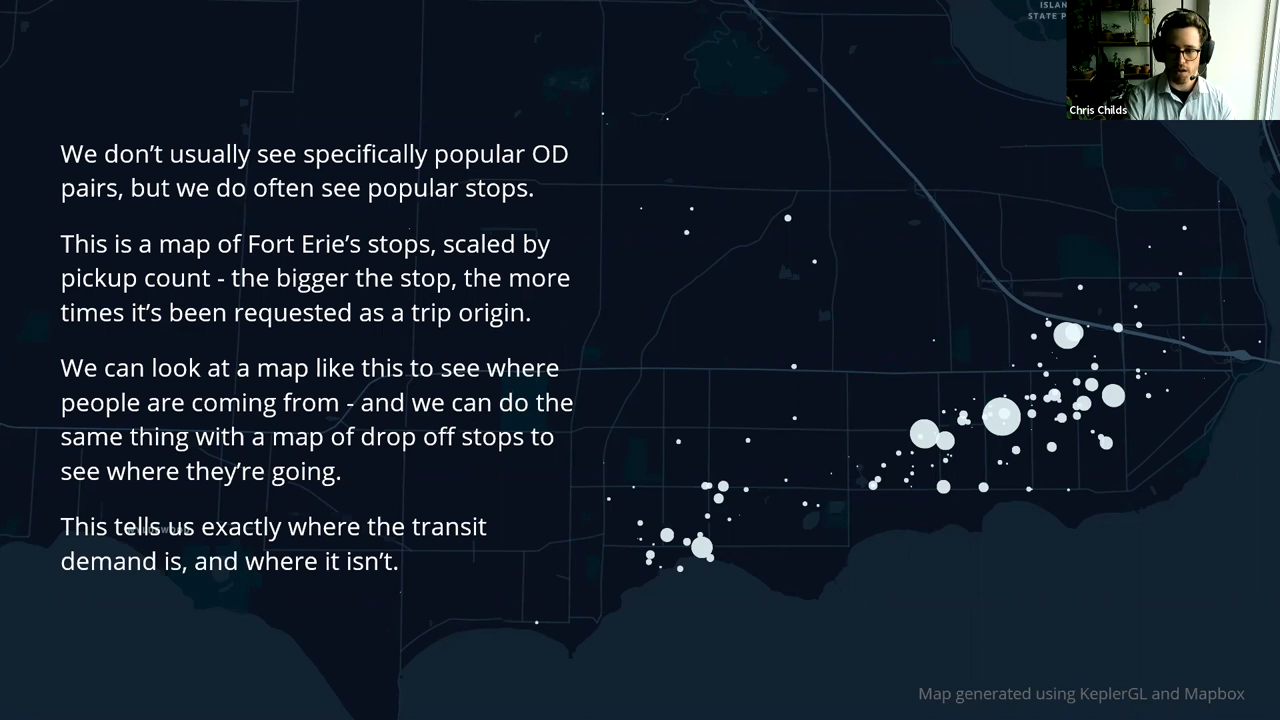 ISLAN
STATE P
Chris Childs
We don’t usually see specifically popular OD
pairs, but we do often see popular stops.
This is a map of Fort Erie’s stops, scaled by
pickup count - the bigger the stop, the more
times it’s been requested as a trip origin.
We can look at a map like this to see where
people are coming from - and we can do the
same thing with a map of drop off stops to
see where they’re going.
This tells us exactly where the transit
demand is, and where it isn’t.
Map generated using KeplerGL and Mapbox